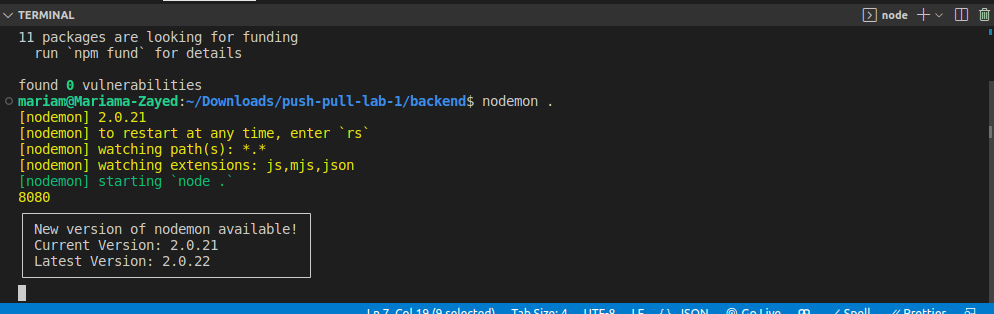 TERMINAL
node
11 packages are looking for funding
run `npm fund` for details
found 0 vulnerabilities
mariam@Mariama-Zayed:~/Downloads/push-pull-lab-1/backend$ nodemon .
[nodemon] 2.0.21
[nodemon] to restart at any time, enter `rs`
[nodemon] watching path(s): *.*
[nodemon] watching extensions: js,mjs,json
[nodemon] starting `node .`
8080
New version of nodemon available!
Current Version: 2.0.21
Latest Version: 2.0.22
Ln 7, Col 19 (9 selected) Tab Size: 4 UTF-8 LF { } JSON Go Live Spell Prettier